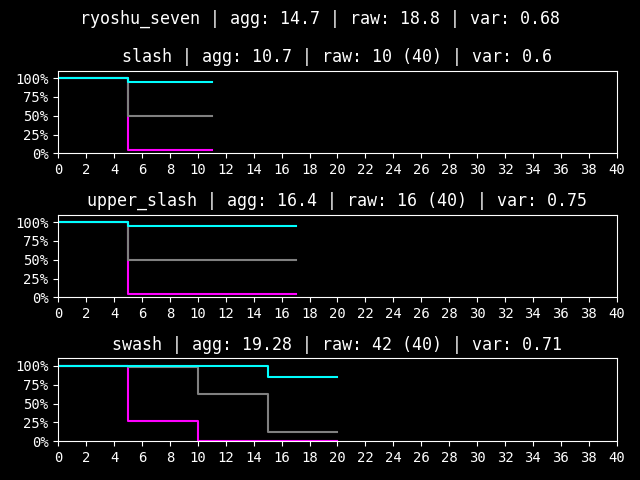 ryoshu_seven | agg: 14.7 | raw: 18.8 | var: 0.68
slash | agg: 10.7 | raw: 10 (40) | var: 0.6
100%
75%
50%
25%
0%
0 2 4 6 8 10 12 14 16 18 20 22 24 26 28 30 32 34 36 38 40
upper_slash | agg: 16.4 | raw: 16 (40) | var: 0.75
100%
75%
50%
25%
0%
0 2 4 6 8 10 12 14 16 18 20 22 24 26 28 30 32 34 36 38 40
swash | agg: 19.28 | raw: 42 (40) | var: 0.71
100%
75%
50%
25%
0%
0 2 4 6 8 10 12 14 16 18 20 22 24 26 28 30 32 34 36 38 40